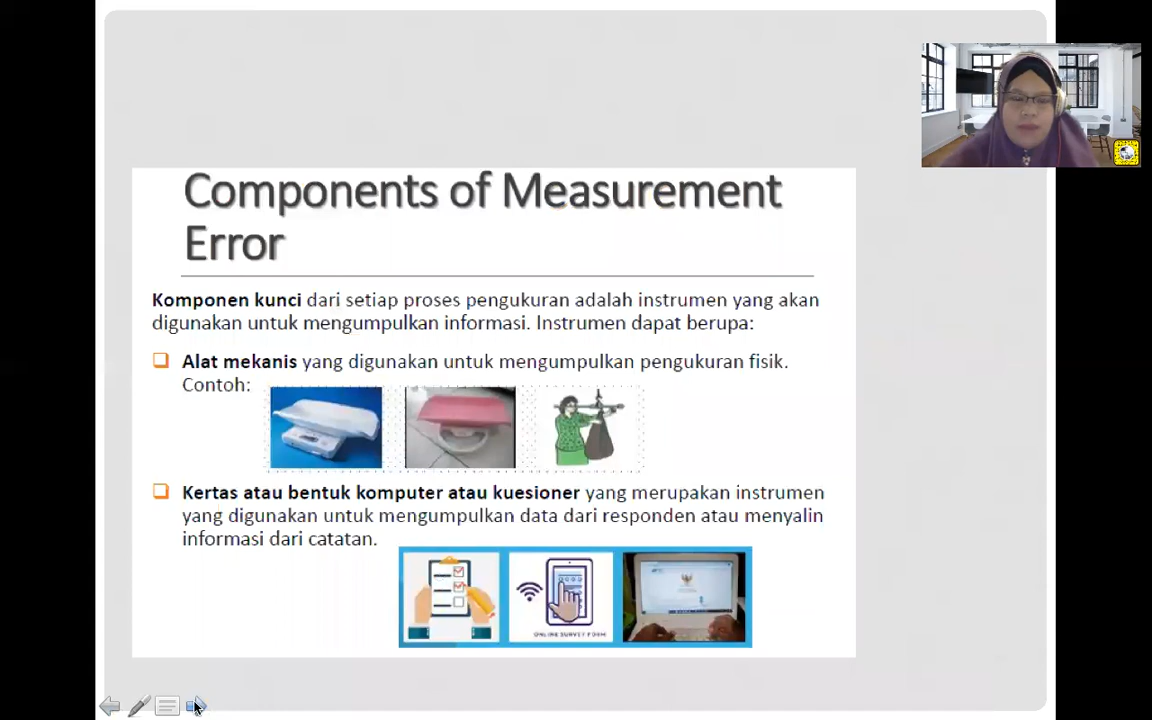 Components of Measurement
Error
Komponen kunci dari setiap proses pengukuran adalah instrumen yang akan
digunakan untuk mengumpulkan informasi. Instrumen dapat berupa:
Alat mekanis yang digunakan untuk mengumpulkan pengukuran fisik.
Contoh:
Kertas atau bentuk komputer atau kuesioner yang merupakan instrumen
yang digunakan untuk mengumpulkan data dari responden atau menyalin
informasi dari catatan.
ONLINE SURVEY FORM